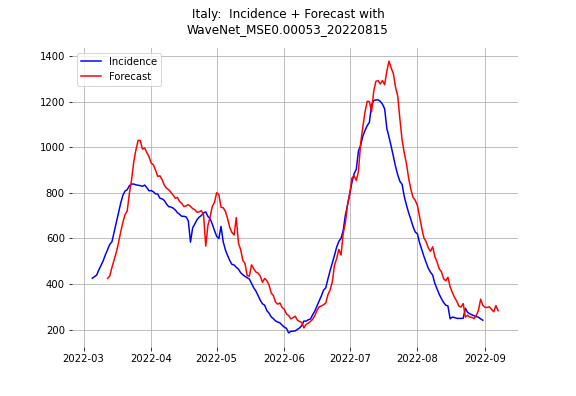 Italy:  Incidence + Forecast with
WaveNet_MSE0.00053_20220815
Incidence
Forecast
1400
1200
1000
800
600
400
200
2022-03 2022-04 2022-05 2022-06 2022-07 2022-08 2022-09